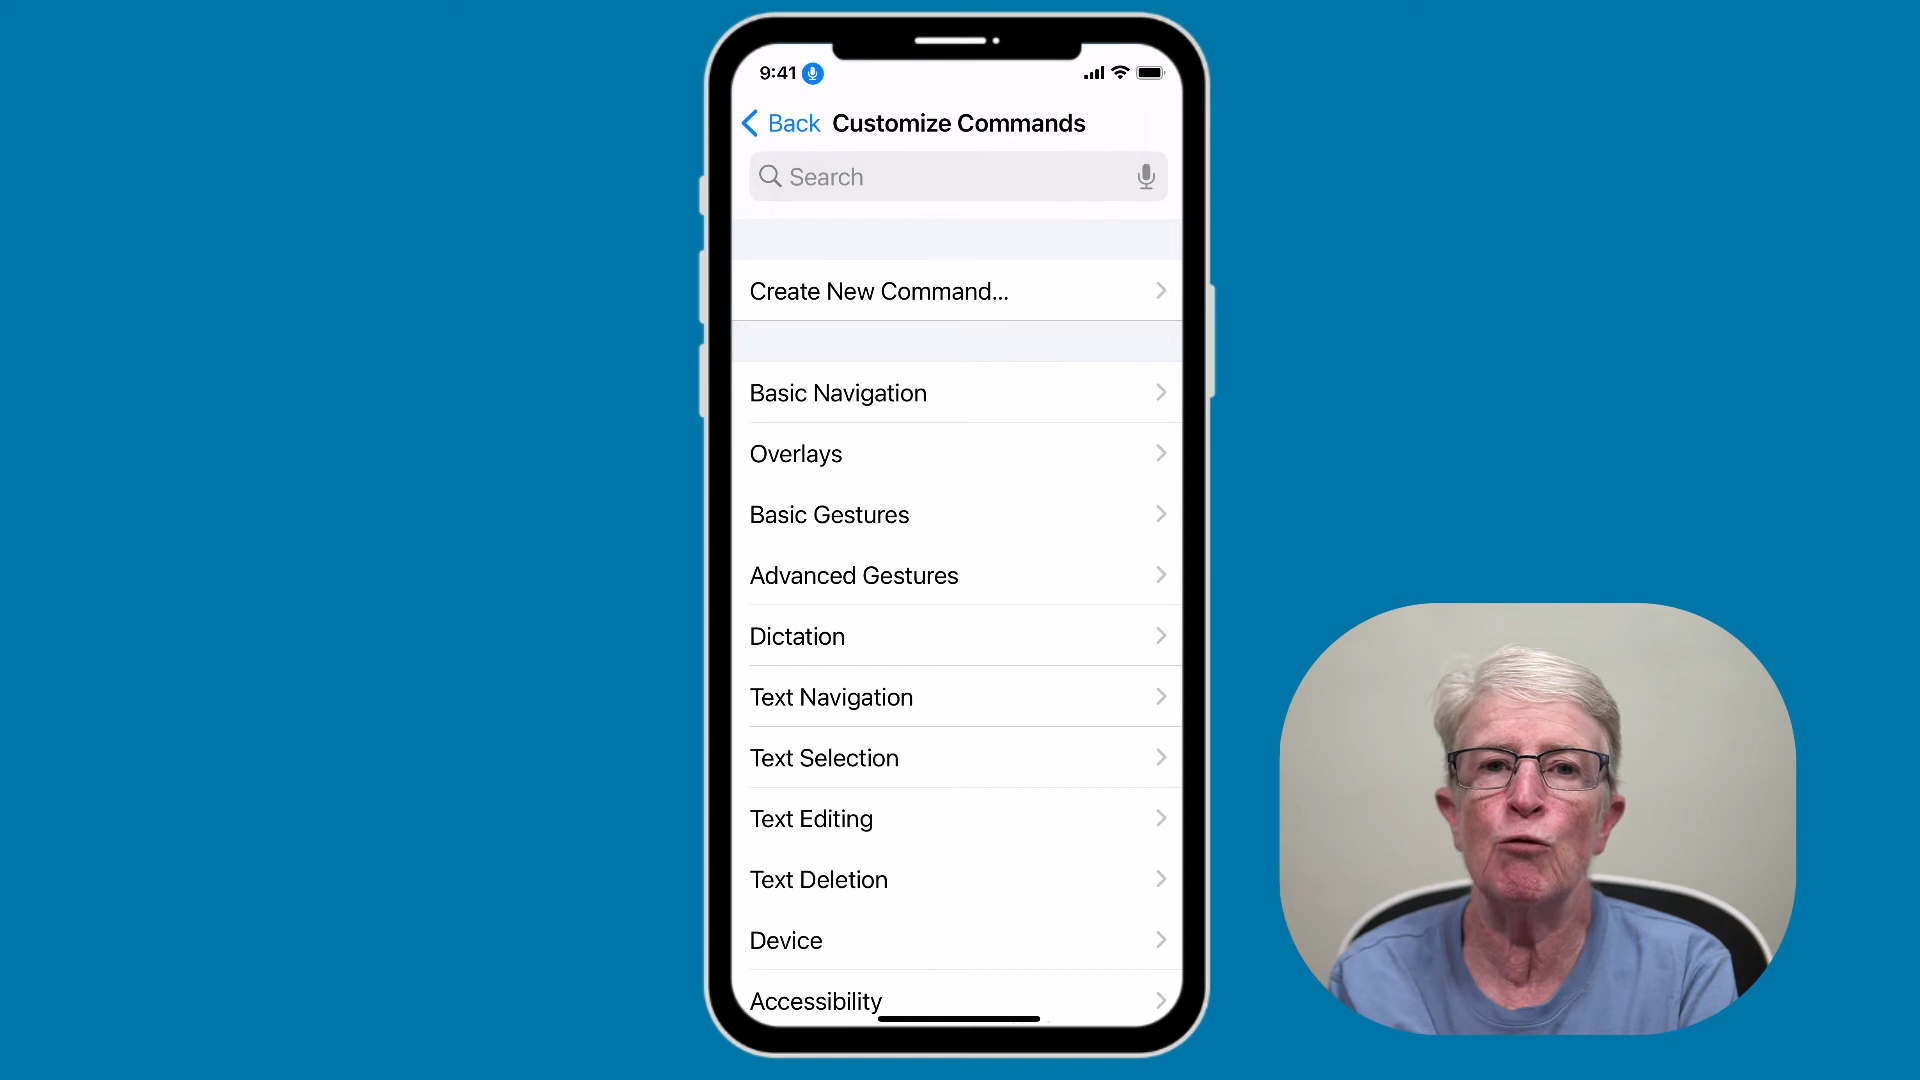 9:41
Back Customize Commands
Search
Create New Command...
Basic Navigation
Overlays
Basic Gestures
Advanced Gestures
Dictation
Text Navigation
Text Selection
Text Editing
Text Deletion
Device
Accessibility